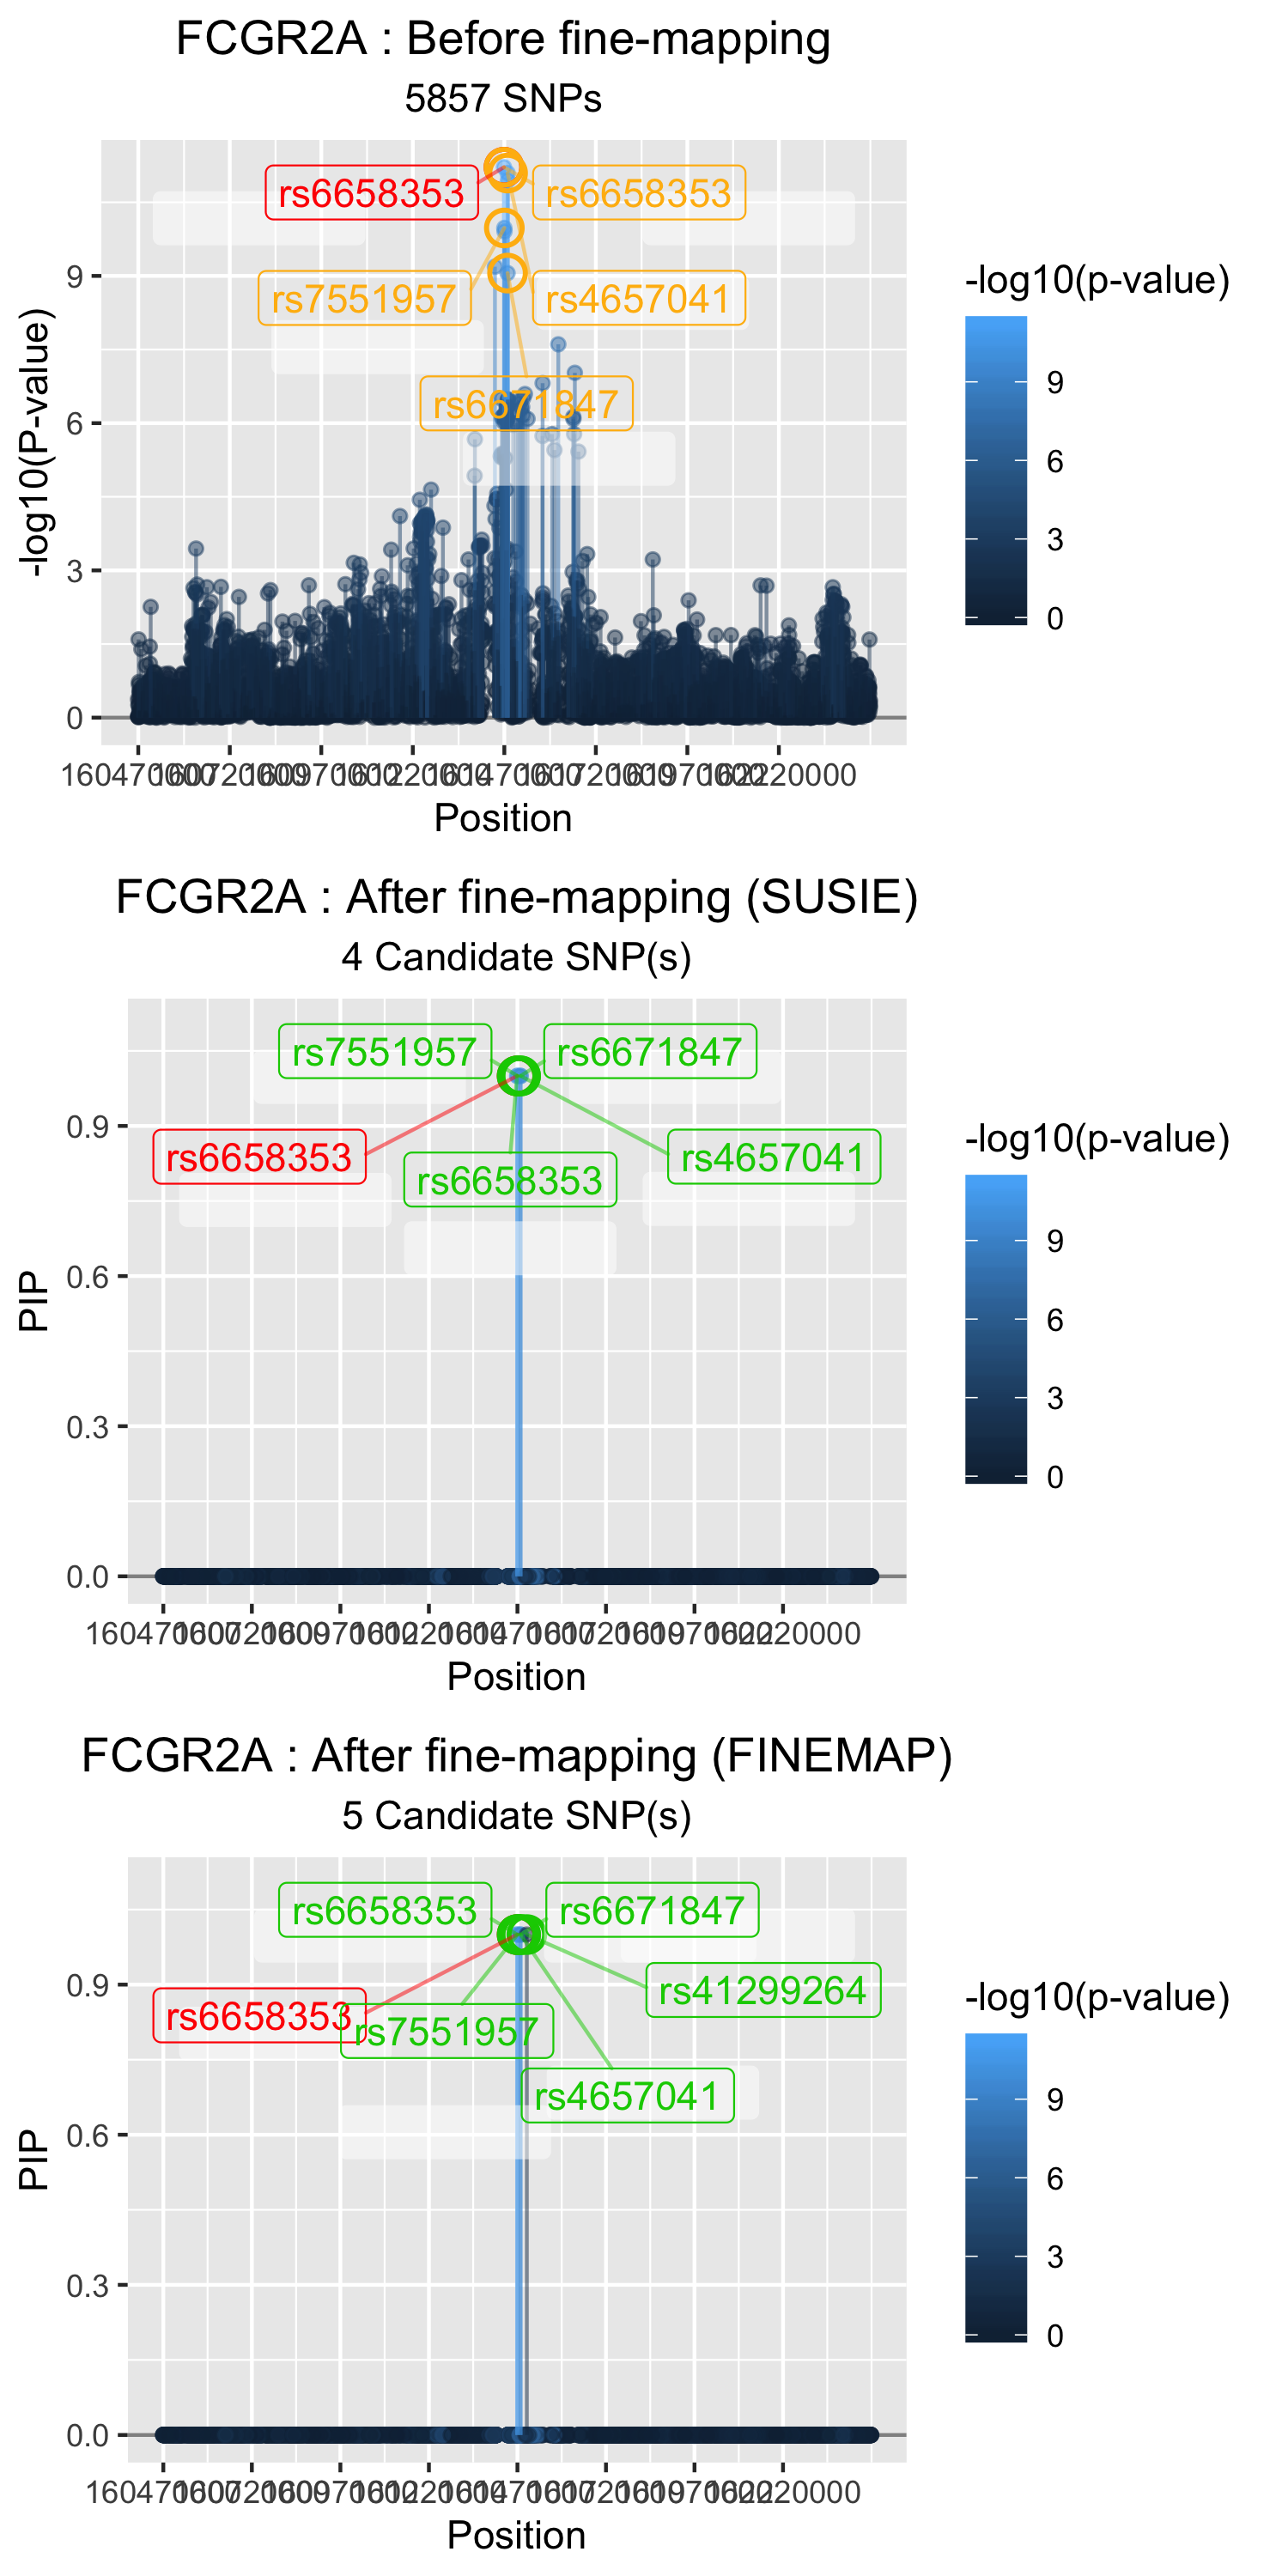 FCGR2A : Before fine-mapping
5857 SNPs
rs6658353
rs6658353
rs7551957
rs4657041
rs6671847
9
6
3
0
-log10(P-value)
Position
-log10(p-value)
9
6
3
0
FCGR2A : After fine-mapping (SUSIE)
4 Candidate SNP(s)
rs7551957
rs6671847
rs6658353
rs6658353
rs4657041
0.9
0.6
0.3
0.0
PIP
Position
-log10(p-value)
9
6
3
0
FCGR2A : After fine-mapping (FINEMAP)
5 Candidate SNP(s)
rs6658353
rs6671847
rs41299264
rs6658353
rs7551957
rs4657041
0.9
0.6
0.3
0.0
PIP
Position
-log10(p-value)
9
6
3
0